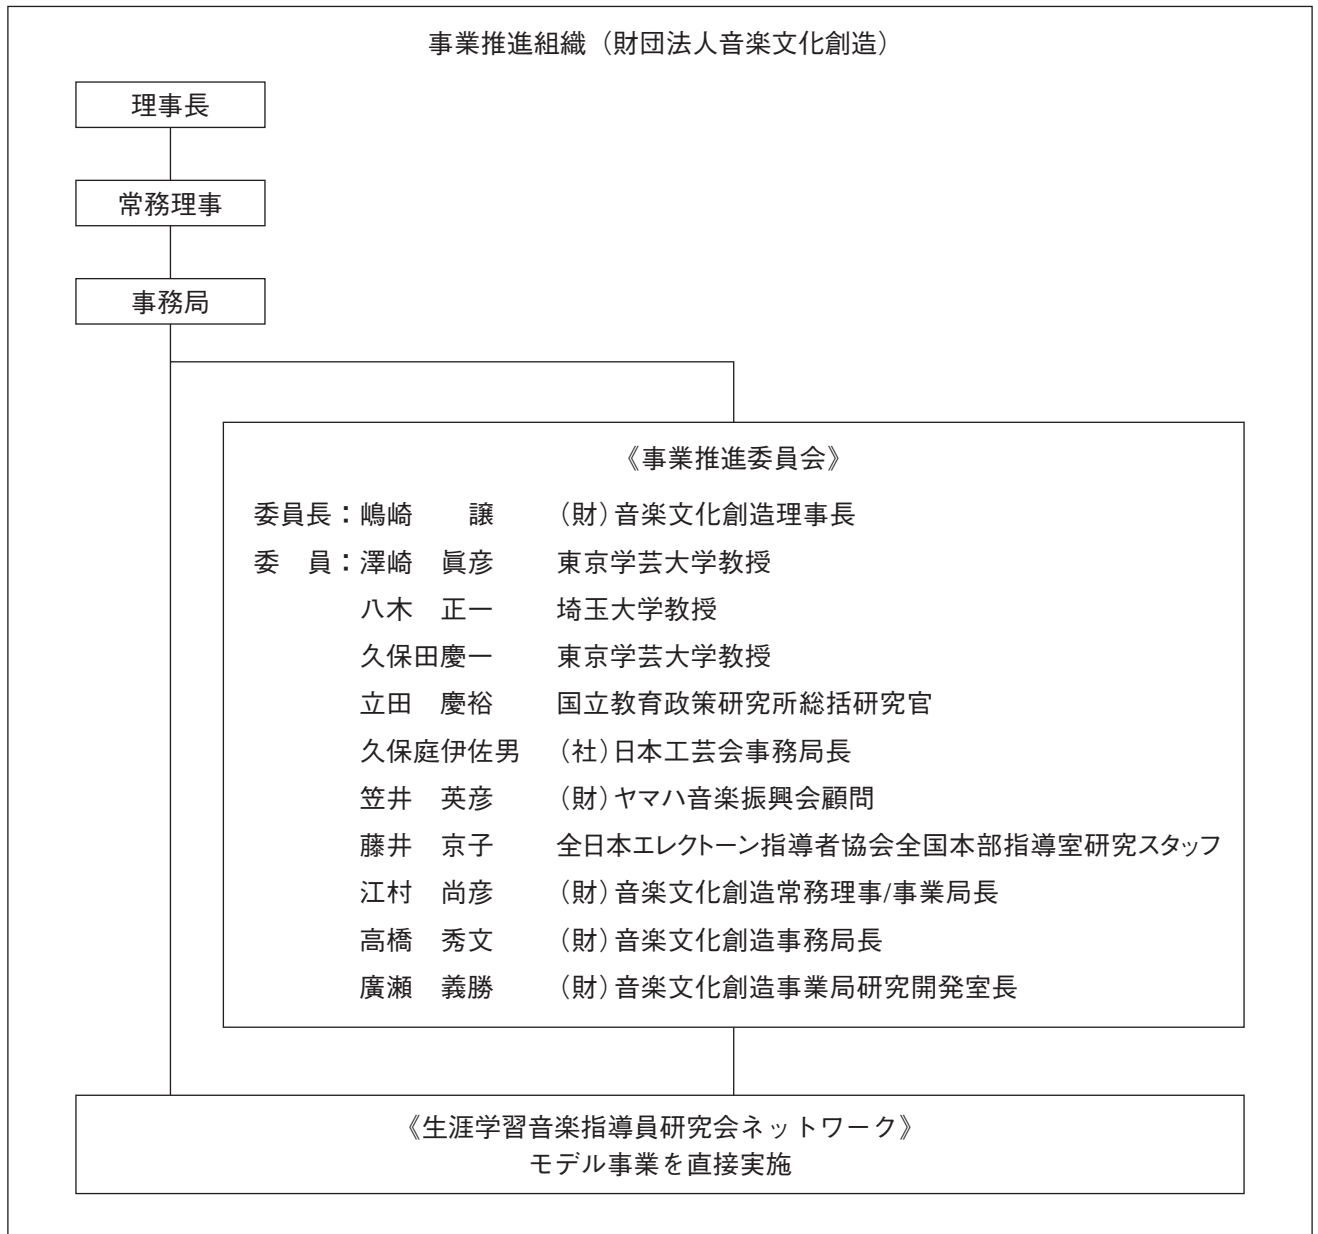 事業推進組織（財団法人音楽文化創造）
理事長
常務理事
事務局
《事業推進委員会》
委員長：嶋崎　　譲　（財）音楽文化創造理事長
委　員：澤崎　眞彦　東京学芸大学教授
八木　正一　埼玉大学教授
久保田慶一　東京学芸大学教授
立田　慶裕　国立教育政策研究所総括研究官
久保庭伊佐男　（社）日本工芸会事務局長
笠井　英彦　（財）ヤマハ音楽振興会顧問
藤井　京子　全日本エレクトーン指導者協会全国本部指導室研究スタッフ
江村　尚彦　（財）音楽文化創造常務理事/事業局長
高橋　秀文　（財）音楽文化創造事務局長
廣瀬　義勝　（財）音楽文化創造事業局研究開発室長
《生涯学習音楽指導員研究会ネットワーク》
モデル事業を直接実施